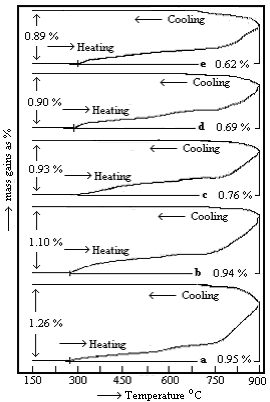 ← Cooling
0.89 %
→ Heating
e 0.62 %
← Cooling
0.90 %
→ Heating
d 0.69 %
← Cooling
0.93 %
→ Heating
c 0.76 %
← Cooling
1.10 %
→ Heating
b 0.94 %
← Cooling
1.26 %
→ Heating
a 0.95 %
→ mass gains as %
150 300 450 600 750 900
→ Temperature °C